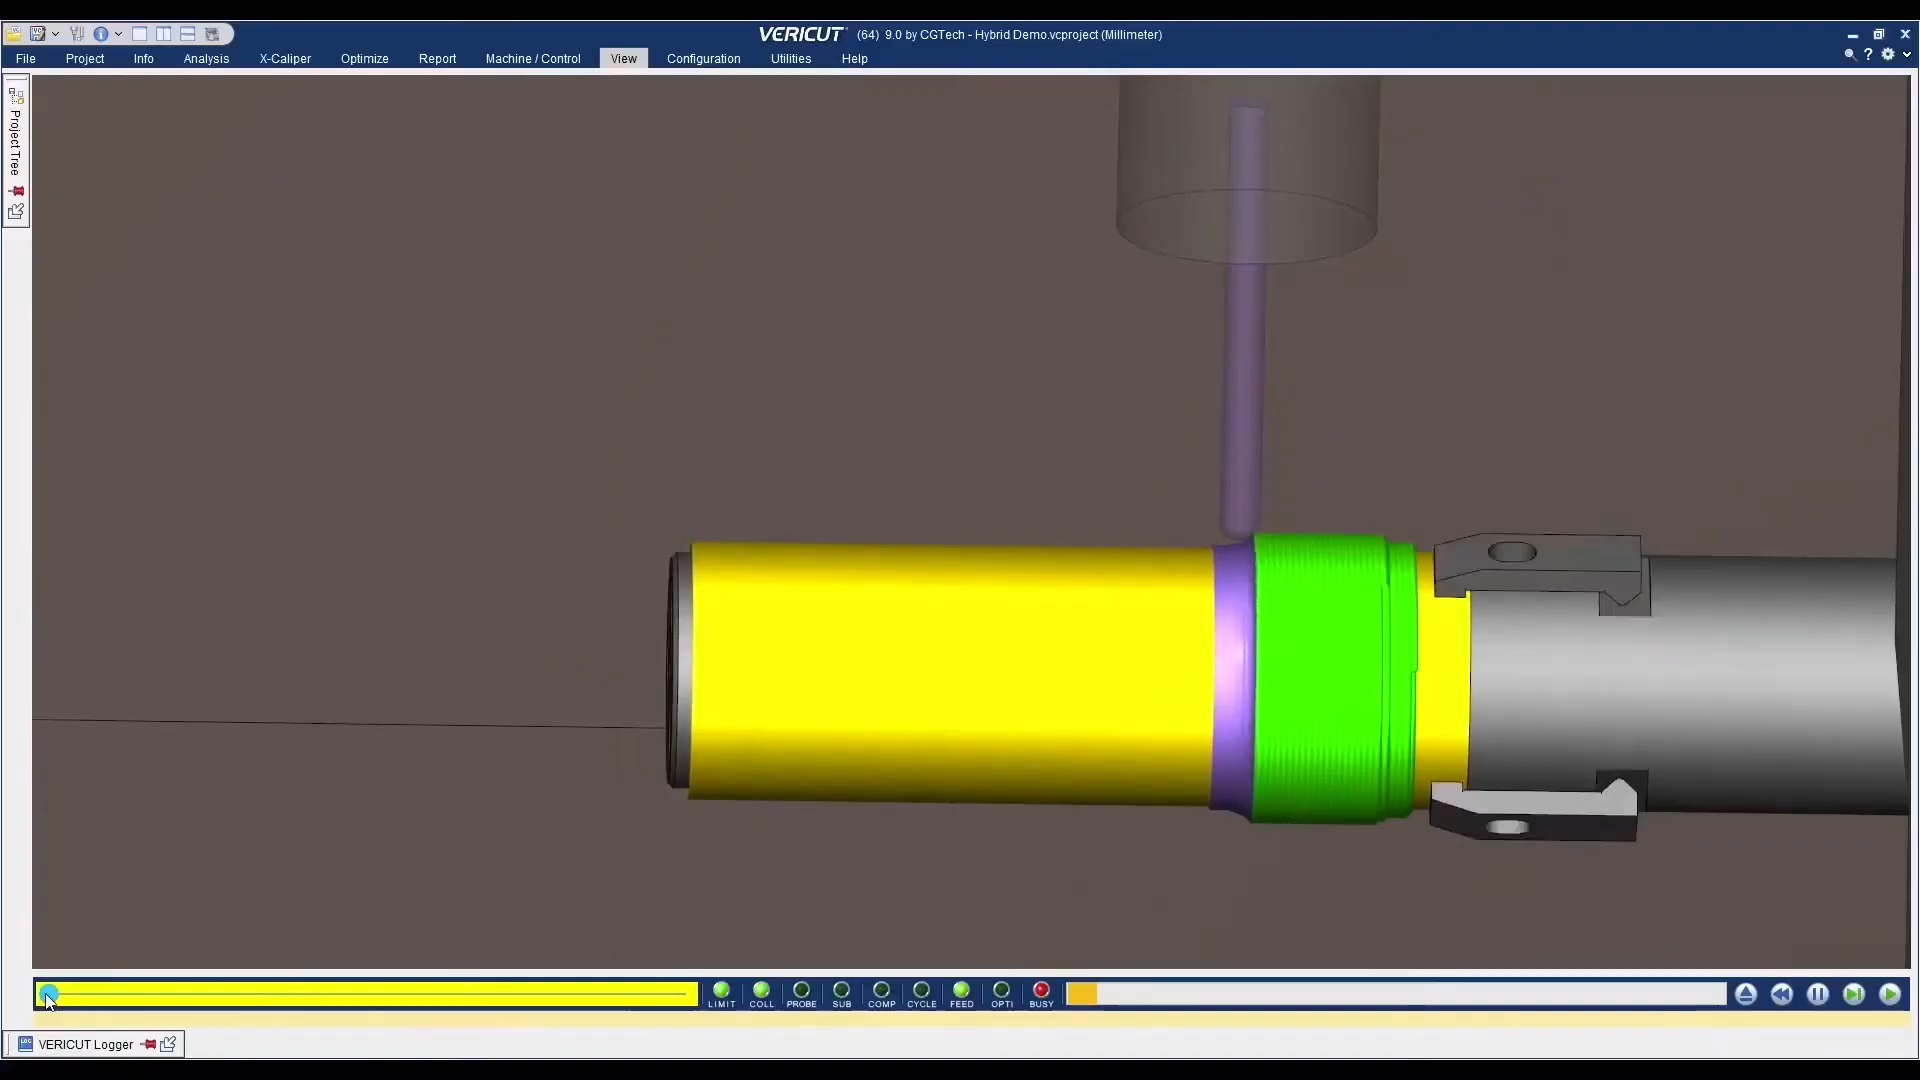 VERICUT (64) 9.0 by CGTech - Hybrid Demo.vcproject (Millimeter)
File Project Info Analysis X-Caliper Optimize Report Machine / Control View Configuration Utilities Help
Project Tree
LIMIT COLL PROBE SUB COMP CYCLE FEED OPTI BUSY
LOG VERICUT Logger